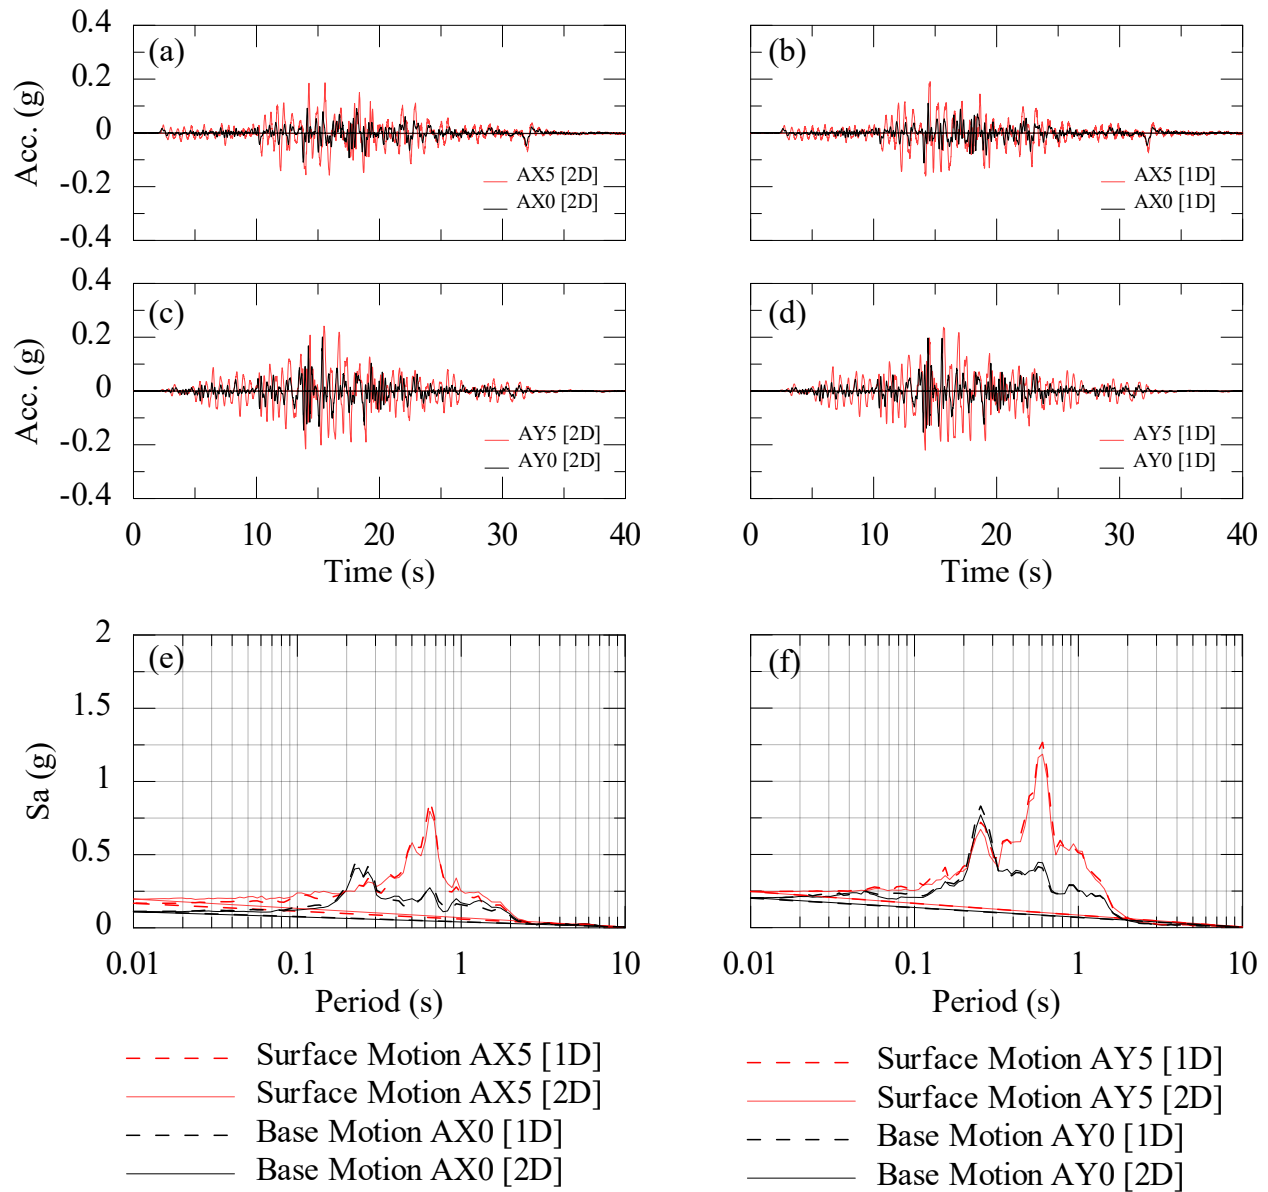 (a)
(b)
0.4
0.2
0
-0.2
-0.4
Acc. (g)
AX5 [2D]
AX0 [2D]
AX5 [1D]
AX0 [1D]
(c)
(d)
0.4
0.2
0
-0.2
-0.4
Acc. (g)
AY5 [2D]
AY0 [2D]
AY5 [1D]
AY0 [1D]
0 10 20 30 40
0 10 20 30 40
Time (s)
Time (s)
(e)
(f)
2
1.5
1
0.5
0
Sa (g)
0.01 0.1 1 10
0.01 0.1 1 10
Period (s)
Period (s)
Surface Motion AX5 [1D]
Surface Motion AX5 [2D]
Base Motion AX0 [1D]
Base Motion AX0 [2D]
Surface Motion AY5 [1D]
Surface Motion AY5 [2D]
Base Motion AY0 [1D]
Base Motion AY0 [2D]